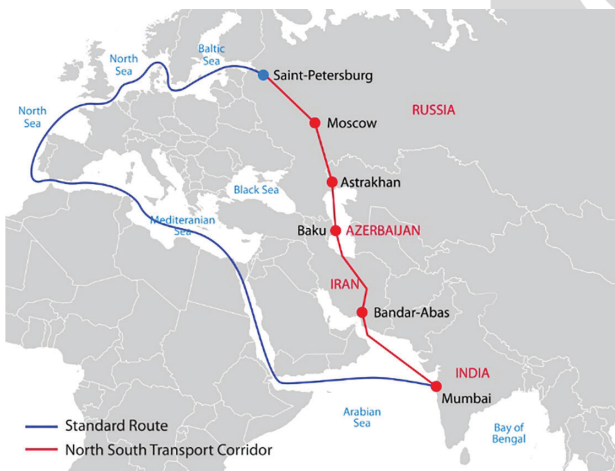 North
Sea
Baltic
Sea
Saint-Petersburg
North
Sea
RUSSIA
Moscow
Astrakhan
Black Sea
Mediteranian
Sea
Baku
AZERBAIJAN
IRAN
Bandar-Abas
INDIA
Mumbai
Arabian
Sea
Bay of
Bengal
Standard Route
North South Transport Corridor